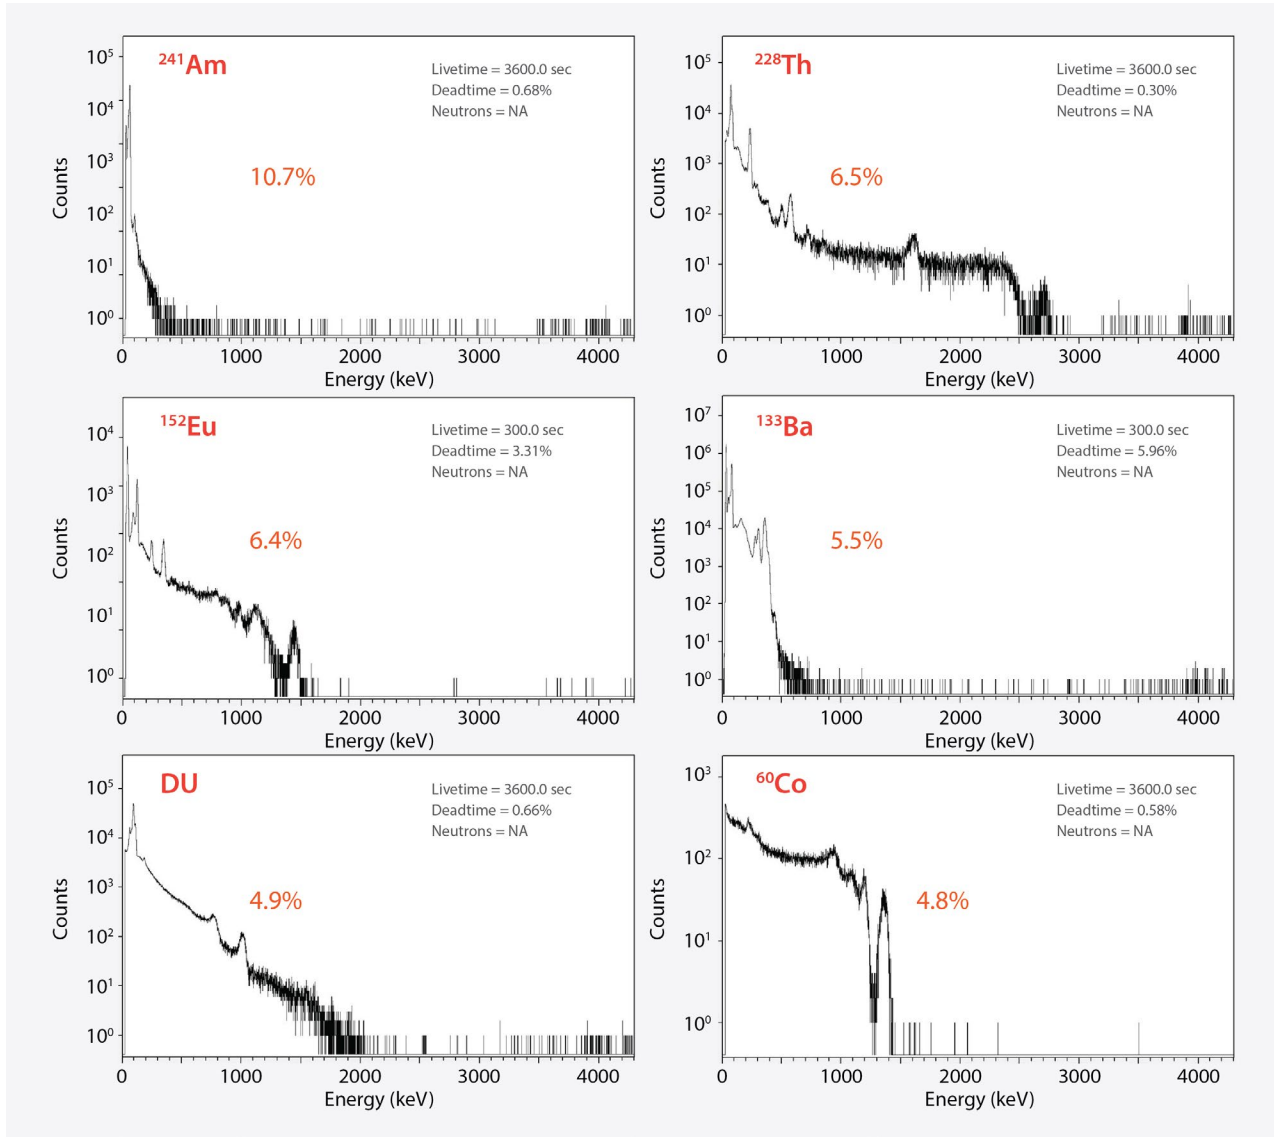 ²⁴¹Am
Livetime = 3600.0 sec
Deadtime = 0.68%
Neutrons = NA
10.7%
Counts
10⁵
10⁴
10³
10²
10¹
10⁰
0 1000 2000 3000 4000
Energy (keV)
²²⁸Th
Livetime = 3600.0 sec
Deadtime = 0.30%
Neutrons = NA
6.5%
Counts
10⁵
10⁴
10³
10²
10¹
10⁰
0 1000 2000 3000 4000
Energy (keV)
¹⁵²Eu
Livetime = 300.0 sec
Deadtime = 3.31%
Neutrons = NA
6.4%
Counts
10⁴
10³
10²
10¹
10⁰
0 1000 2000 3000 4000
Energy (keV)
¹³³Ba
Livetime = 300.0 sec
Deadtime = 5.96%
Neutrons = NA
5.5%
Counts
10⁷
10⁶
10⁵
10⁴
10³
10²
10¹
10⁰
0 1000 2000 3000 4000
Energy (keV)
DU
Livetime = 3600.0 sec
Deadtime = 0.66%
Neutrons = NA
4.9%
Counts
10⁵
10⁴
10³
10²
10¹
10⁰
0 1000 2000 3000 4000
Energy (keV)
⁶⁰Co
Livetime = 3600.0 sec
Deadtime = 0.58%
Neutrons = NA
4.8%
Counts
10³
10²
10¹
10⁰
0 1000 2000 3000 4000
Energy (keV)